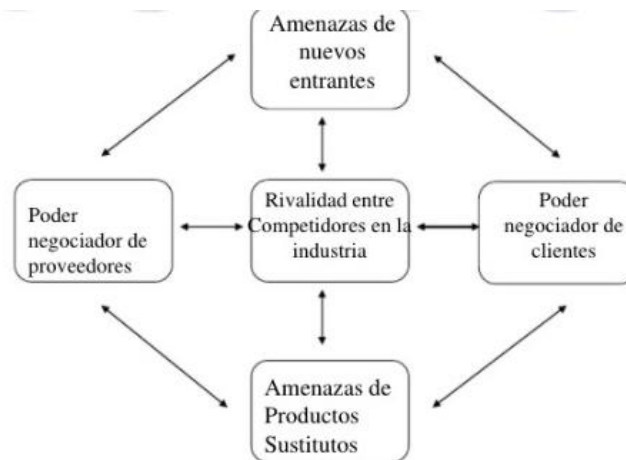 Amenazas de
nuevos
entrantes
Poder
negociador de
proveedores
Rivalidad entre
Competidores en la
industria
Poder
negociador de
clientes
Amenazas de
Productos
Sustitutos